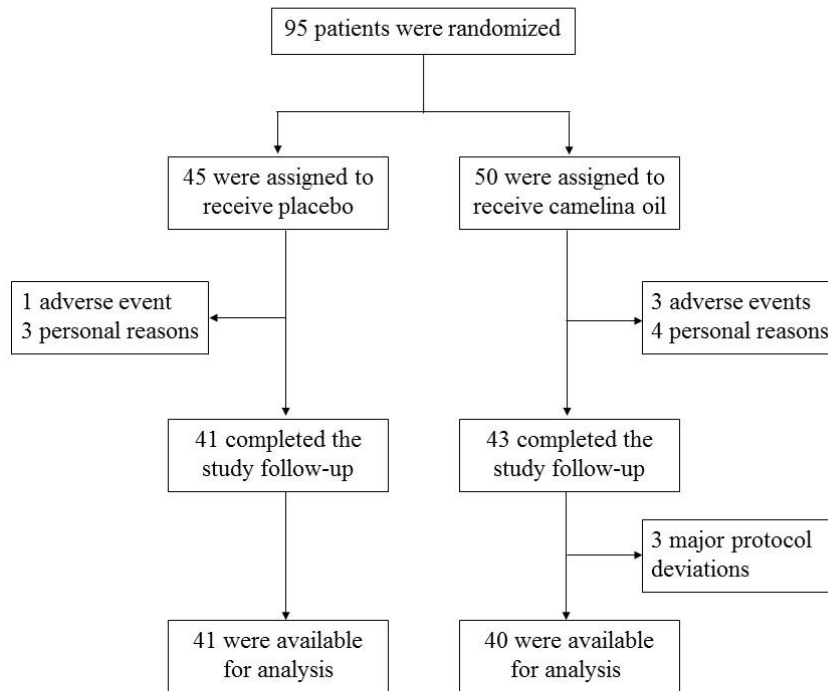 95 patients were randomized
45 were assigned to
receive placebo
50 were assigned to
receive camelina oil
1 adverse event
3 personal reasons
3 adverse events
4 personal reasons
41 completed the
study follow-up
43 completed the
study follow-up
3 major protocol
deviations
41 were available
for analysis
40 were available
for analysis